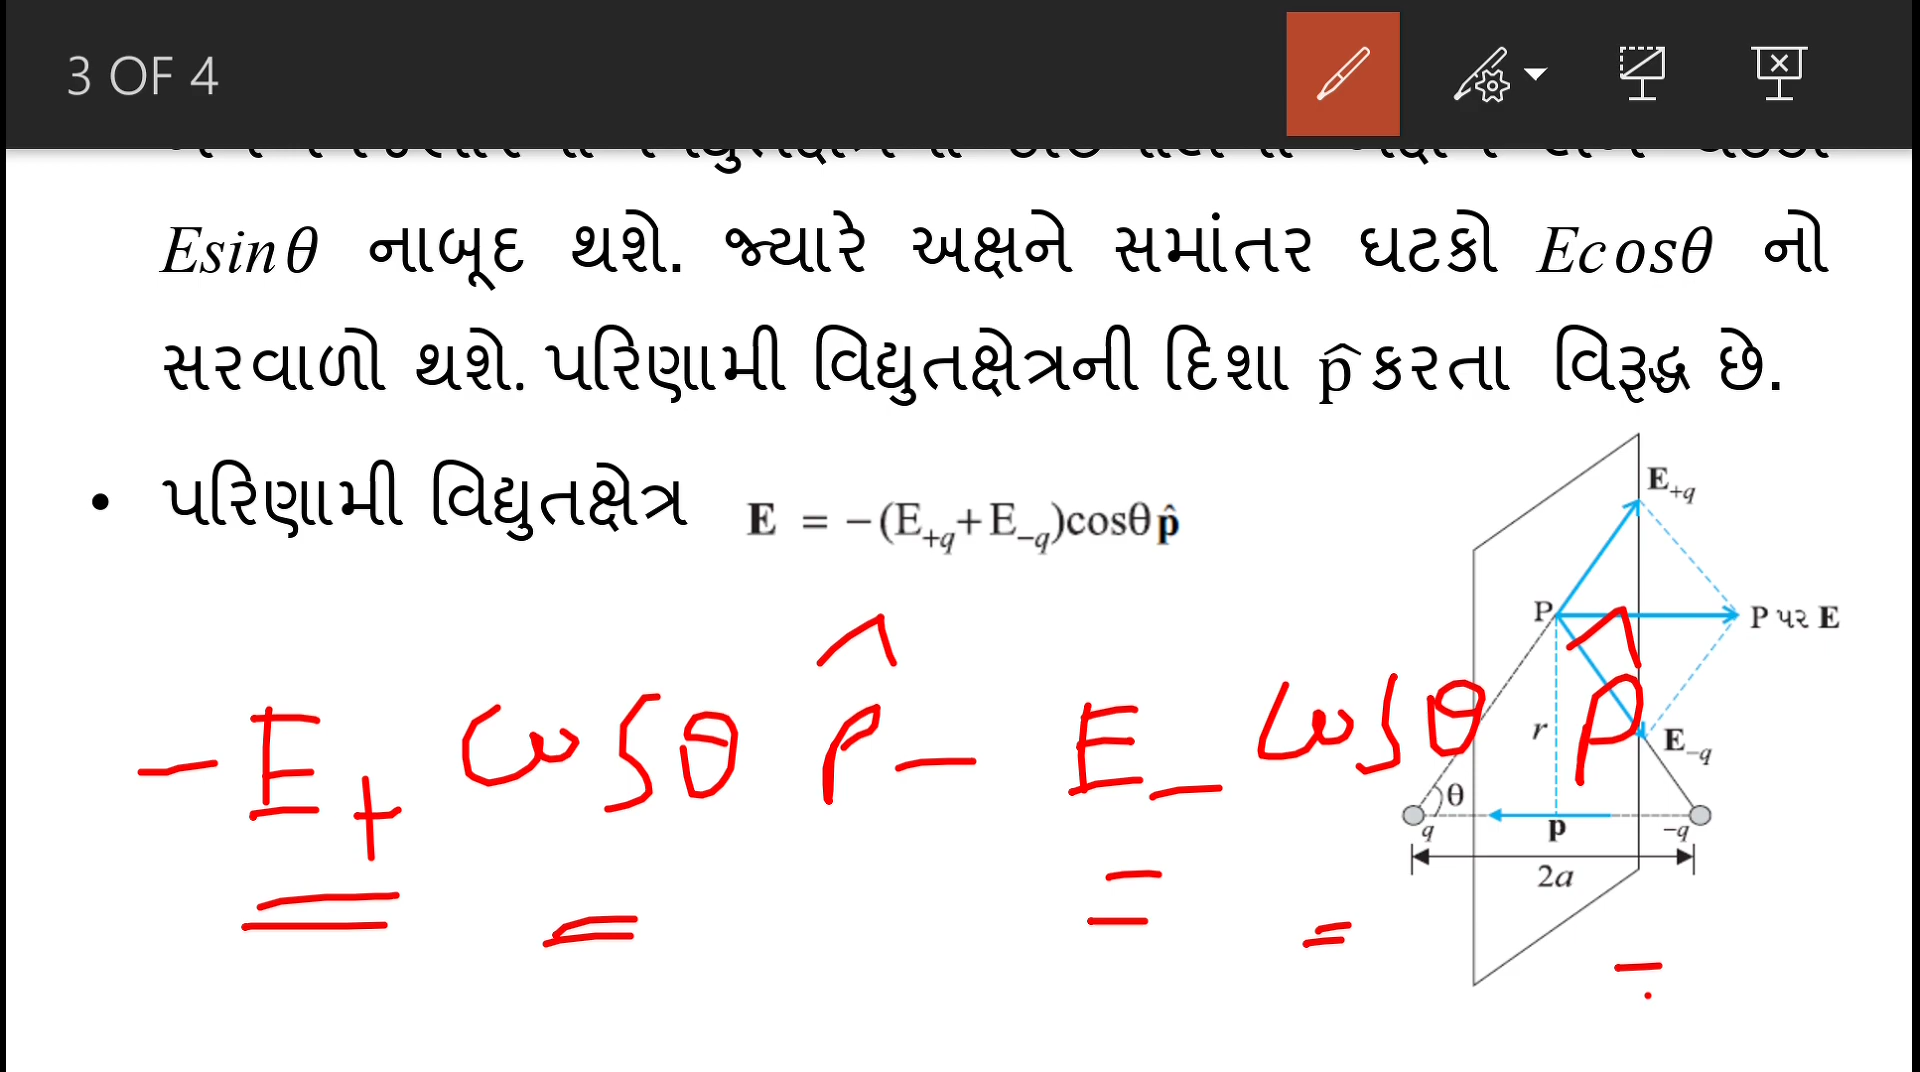 3 OF 4
Esinθ નાબૂદ થશે. જ્યારે અક્ષને સમાંતર ઘટકો Ecosθ નો
સરવાળો થશે. પરિણામી વિદ્યુતક્ષેત્રની દિશા p̂ કરતા વિરૂદ્ધ છે.
• પરિણામી વિદ્યુતક્ષેત્ર E = −(E₊q+E₋q)cosθ p̂
E₊q
P
P પર E
− E₊ cosθ p̂ − E₋ cosθ p̂
r
E₋q
θ
q
p
−q
2a